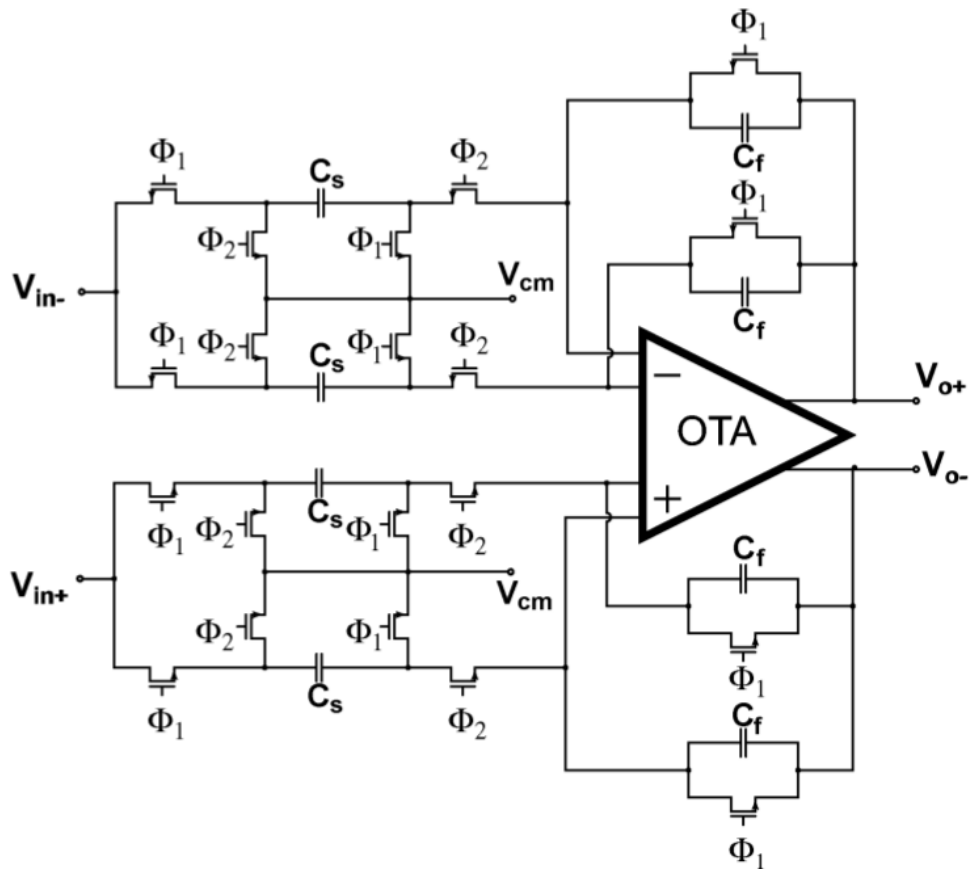 Φ1
Cf
Φ1 Cs Φ2
Φ1
Φ2 Φ1
Vin- Vcm
Cf
Φ1 Φ2 Cs Φ1 Φ2
−
OTA
Vo+
Vo-
+
Cs
Φ1 Φ2 Φ1 Φ2
Cf
Vin+ Vcm
Φ2 Φ1
Φ1
Cs
Cf
Φ1 Φ2
Φ1